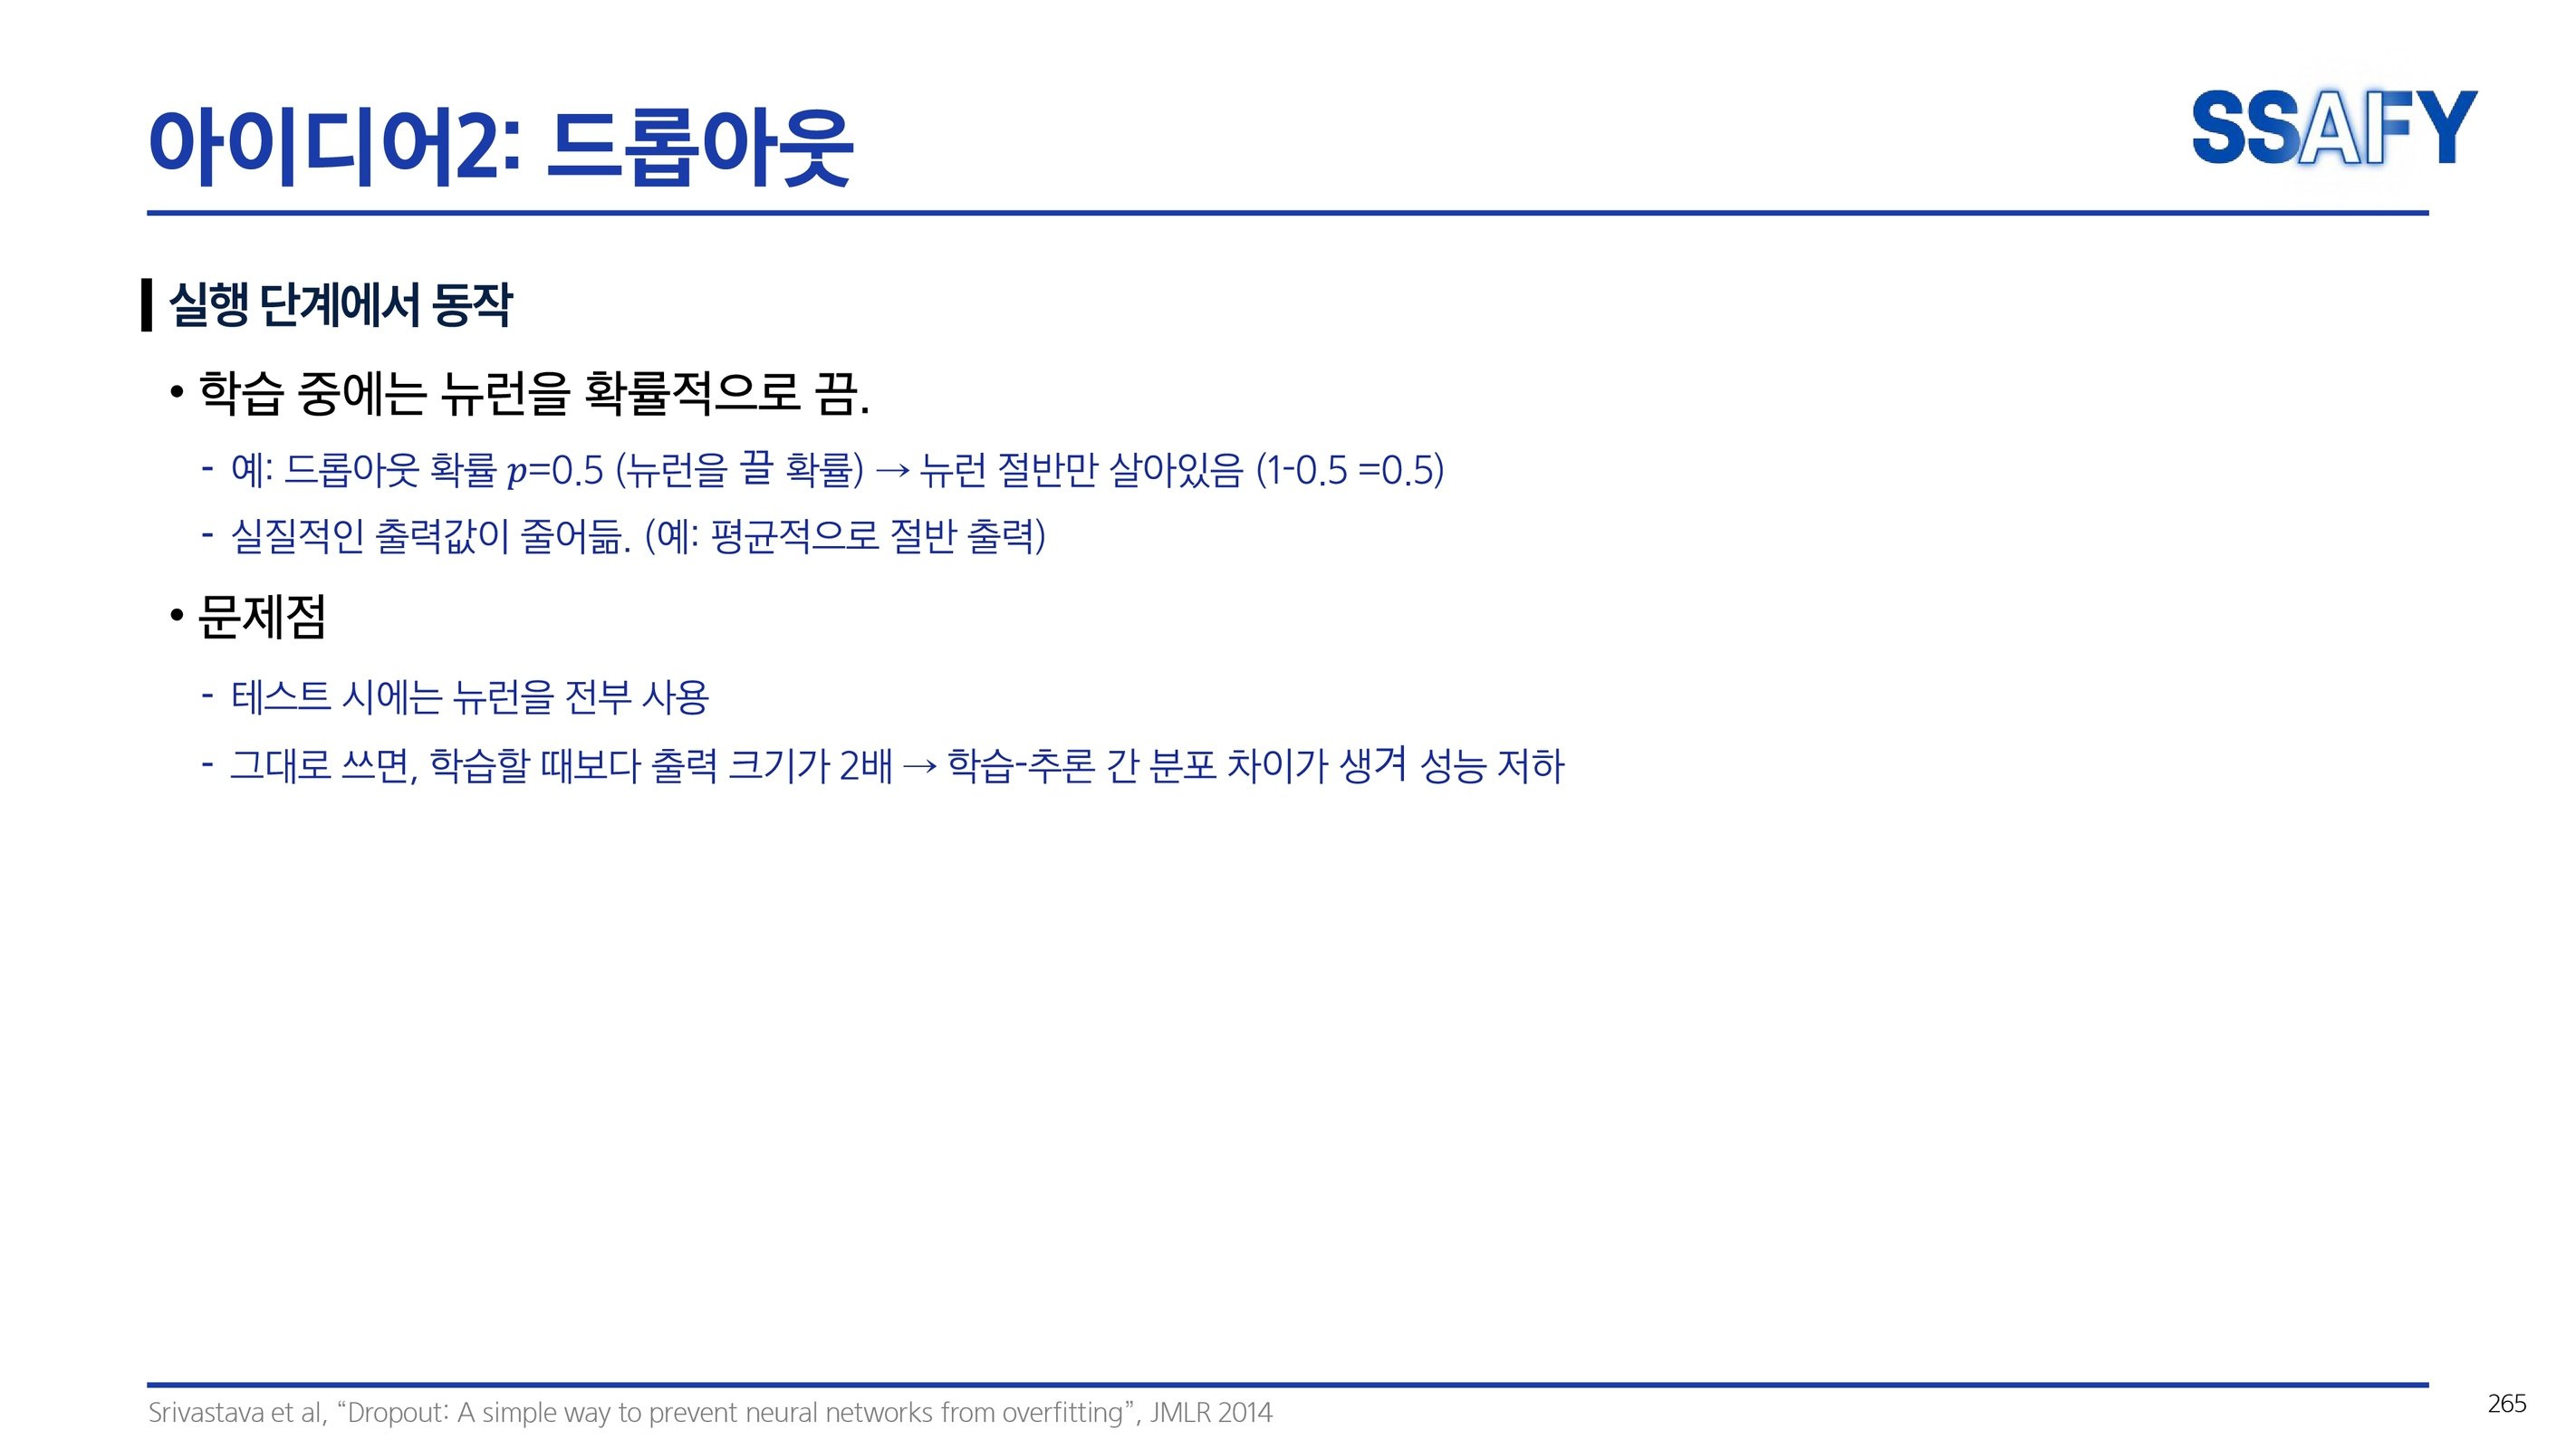 아이디어2: 드롭아웃
SSAFY
실행 단계에서 동작
• 학습 중에는 뉴런을 확률적으로 끔.
- 예: 드롭아웃 확률 p=0.5 (뉴런을 끌 확률) → 뉴런 절반만 살아있음 (1-0.5 =0.5)
- 실질적인 출력값이 줄어듦. (예: 평균적으로 절반 출력)
• 문제점
- 테스트 시에는 뉴런을 전부 사용
- 그대로 쓰면, 학습할 때보다 출력 크기가 2배 → 학습-추론 간 분포 차이가 생겨 성능 저하
Srivastava et al, “Dropout: A simple way to prevent neural networks from overfitting”, JMLR 2014
265